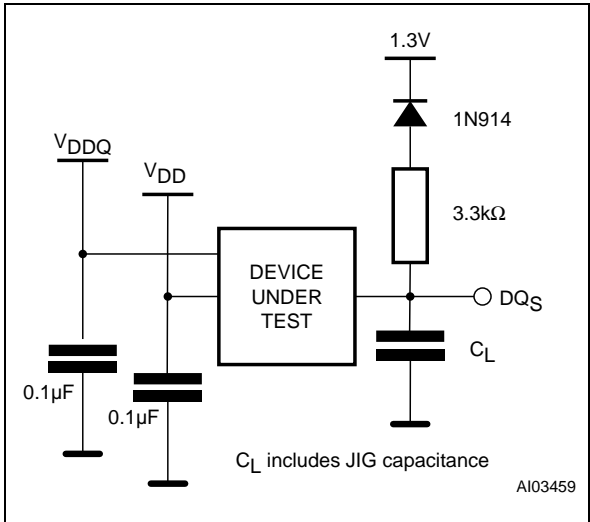 1.3V
1N914
VDDQ
VDD
3.3kΩ
DEVICE
UNDER
TEST
DQS
CL
0.1µF
0.1µF
CL includes JIG capacitance
AI03459